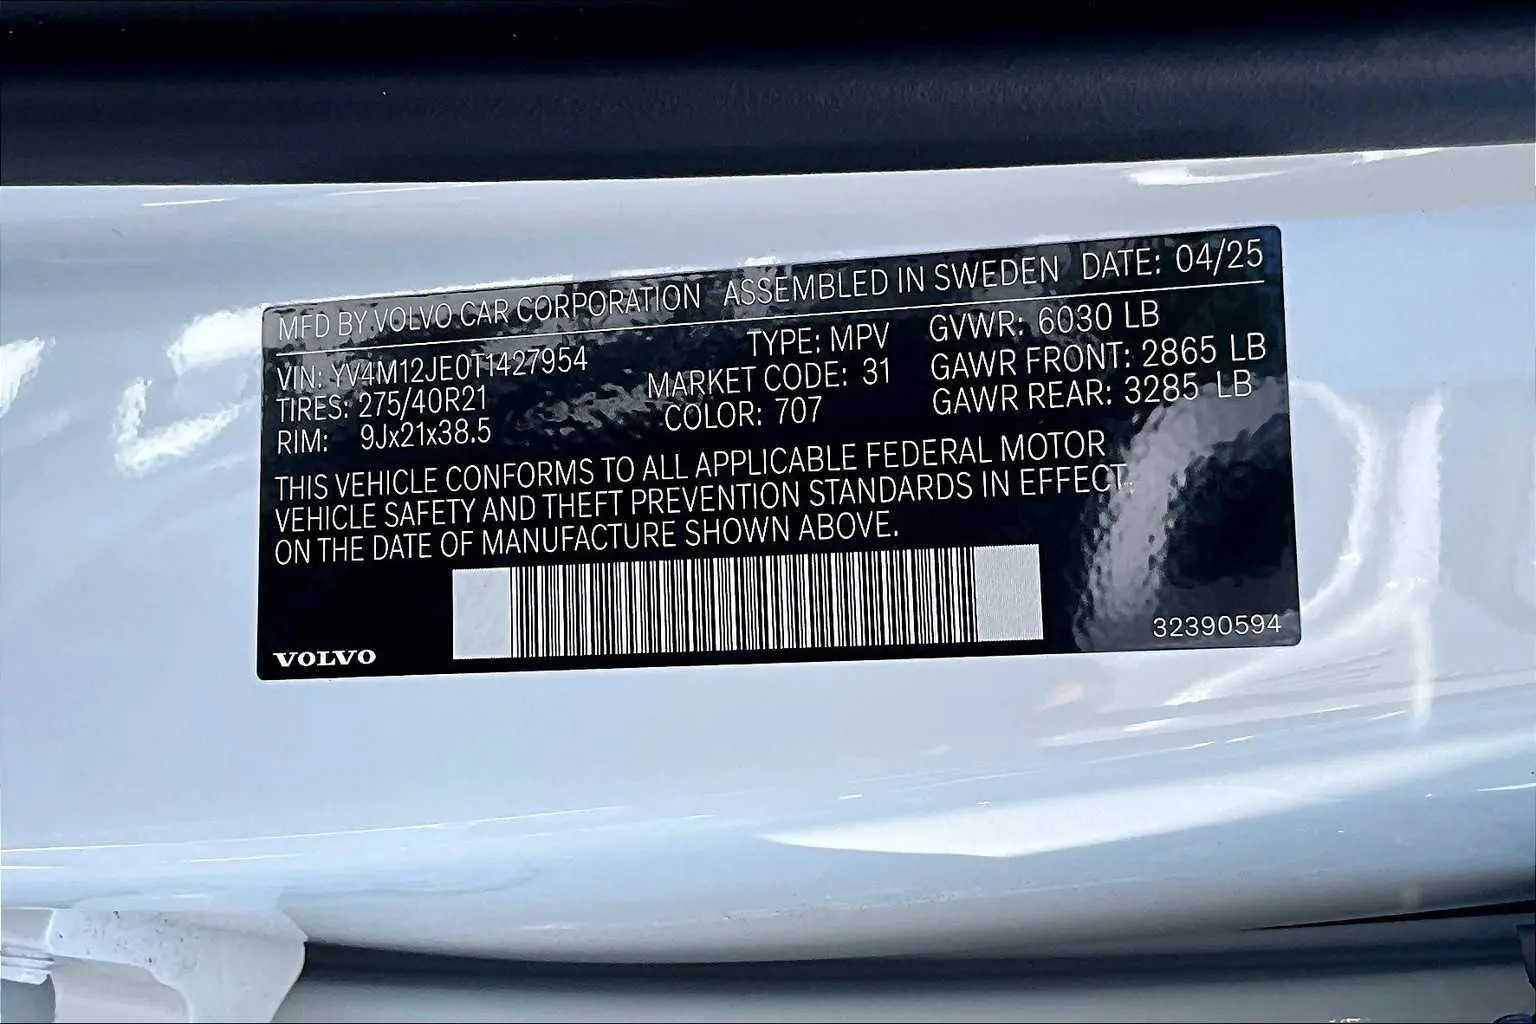 MFD BY VOLVO CAR CORPORATION ASSEMBLED IN SWEDEN DATE: 04/25
VIN: YV4M12JE0T1427954 TYPE: MPV GVWR: 6030 LB
TIRES: 275/40R21 MARKET CODE: 31 GAWR FRONT: 2865 LB
RIM: 9Jx21x38.5 COLOR: 707 GAWR REAR: 3285 LB
THIS VEHICLE CONFORMS TO ALL APPLICABLE FEDERAL MOTOR
VEHICLE SAFETY AND THEFT PREVENTION STANDARDS IN EFFECT
ON THE DATE OF MANUFACTURE SHOWN ABOVE.
VOLVO 32390594